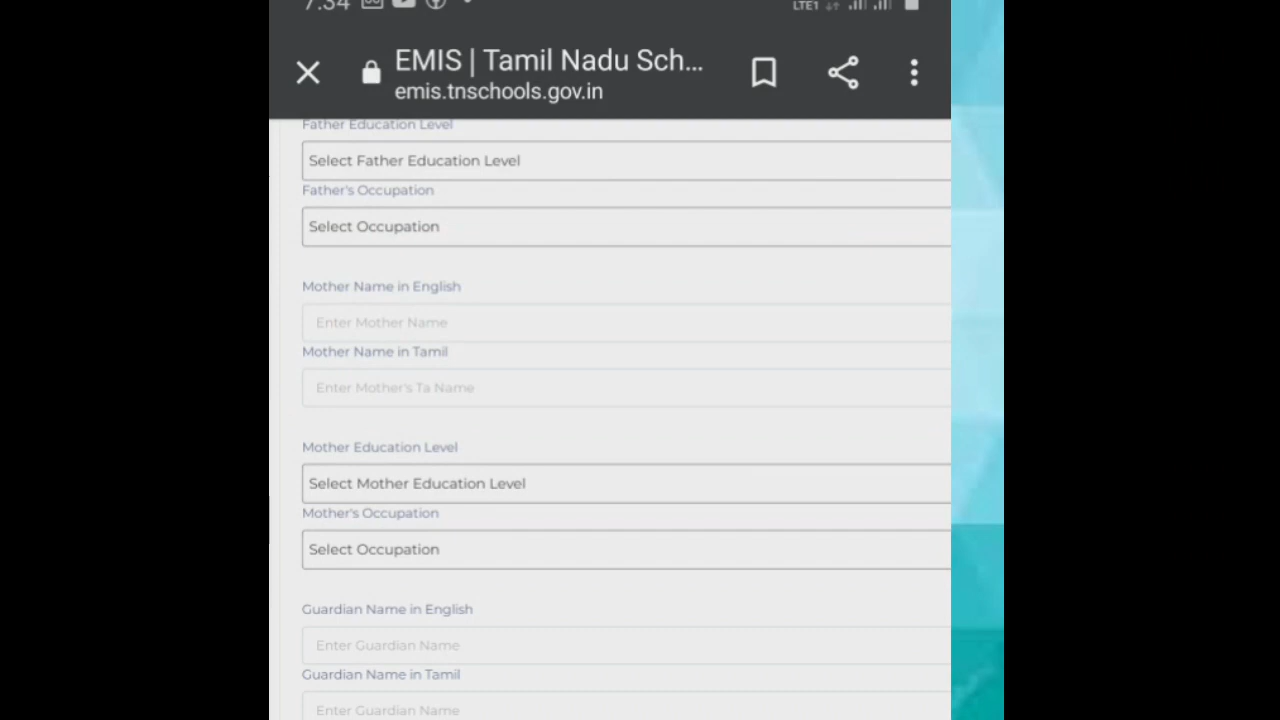 7:34
LTE1
EMIS | Tamil Nadu Sch...
emis.tnschools.gov.in
Father Education Level
Select Father Education Level
Father's Occupation
Select Occupation
Mother Name in English
Enter Mother Name
Mother Name in Tamil
Enter Mother's Ta Name
Mother Education Level
Select Mother Education Level
Mother's Occupation
Select Occupation
Guardian Name in English
Enter Guardian Name
Guardian Name in Tamil
Enter Guardian Name